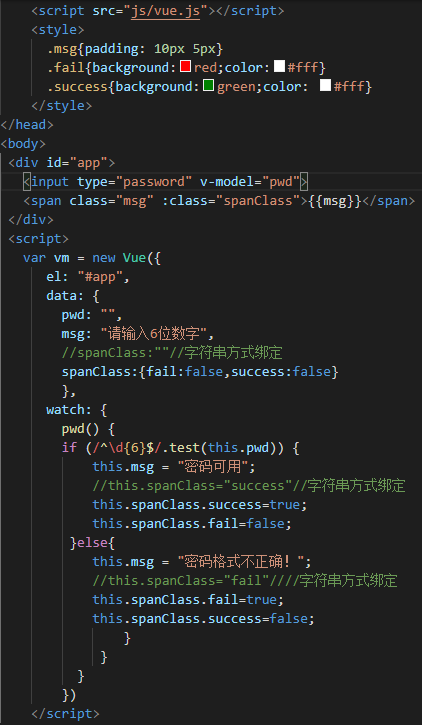 <script src="js/vue.js"></script>
<style>
.msg{padding: 10px 5px}
.fail{background:red;color:#fff}
.success{background:green;color: #fff}
</style>
</head>
<body>
<div id="app">
<input type="password" v-model="pwd">
<span class="msg" :class="spanClass">{{msg}}</span>
</div>
<script>
var vm = new Vue({
el: "#app",
data: {
pwd: "",
msg: "请输入6位数字",
//spanClass:""//字符串方式绑定
spanClass:{fail:false,success:false}
},
watch: {
pwd() {
if (/^\d{6}$/.test(this.pwd)) {
this.msg = "密码可用";
//this.spanClass="success"//字符串方式绑定
this.spanClass.success=true;
this.spanClass.fail=false;
}else{
this.msg = "密码格式不正确！";
//this.spanClass="fail"////字符串方式绑定
this.spanClass.fail=true;
this.spanClass.success=false;
}
}
}
})
</script>